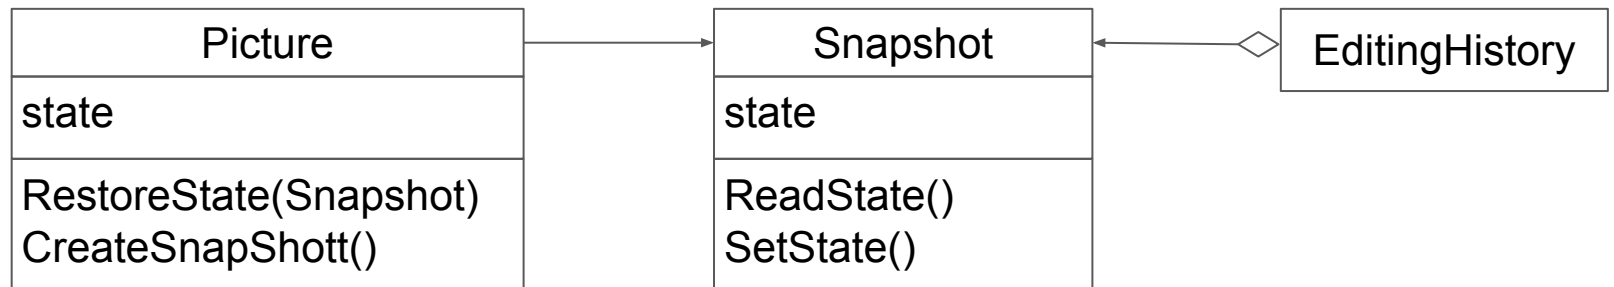 Picture
state
RestoreState(Snapshot)
CreateSnapShott()
Snapshot
state
ReadState()
SetState()
EditingHistory